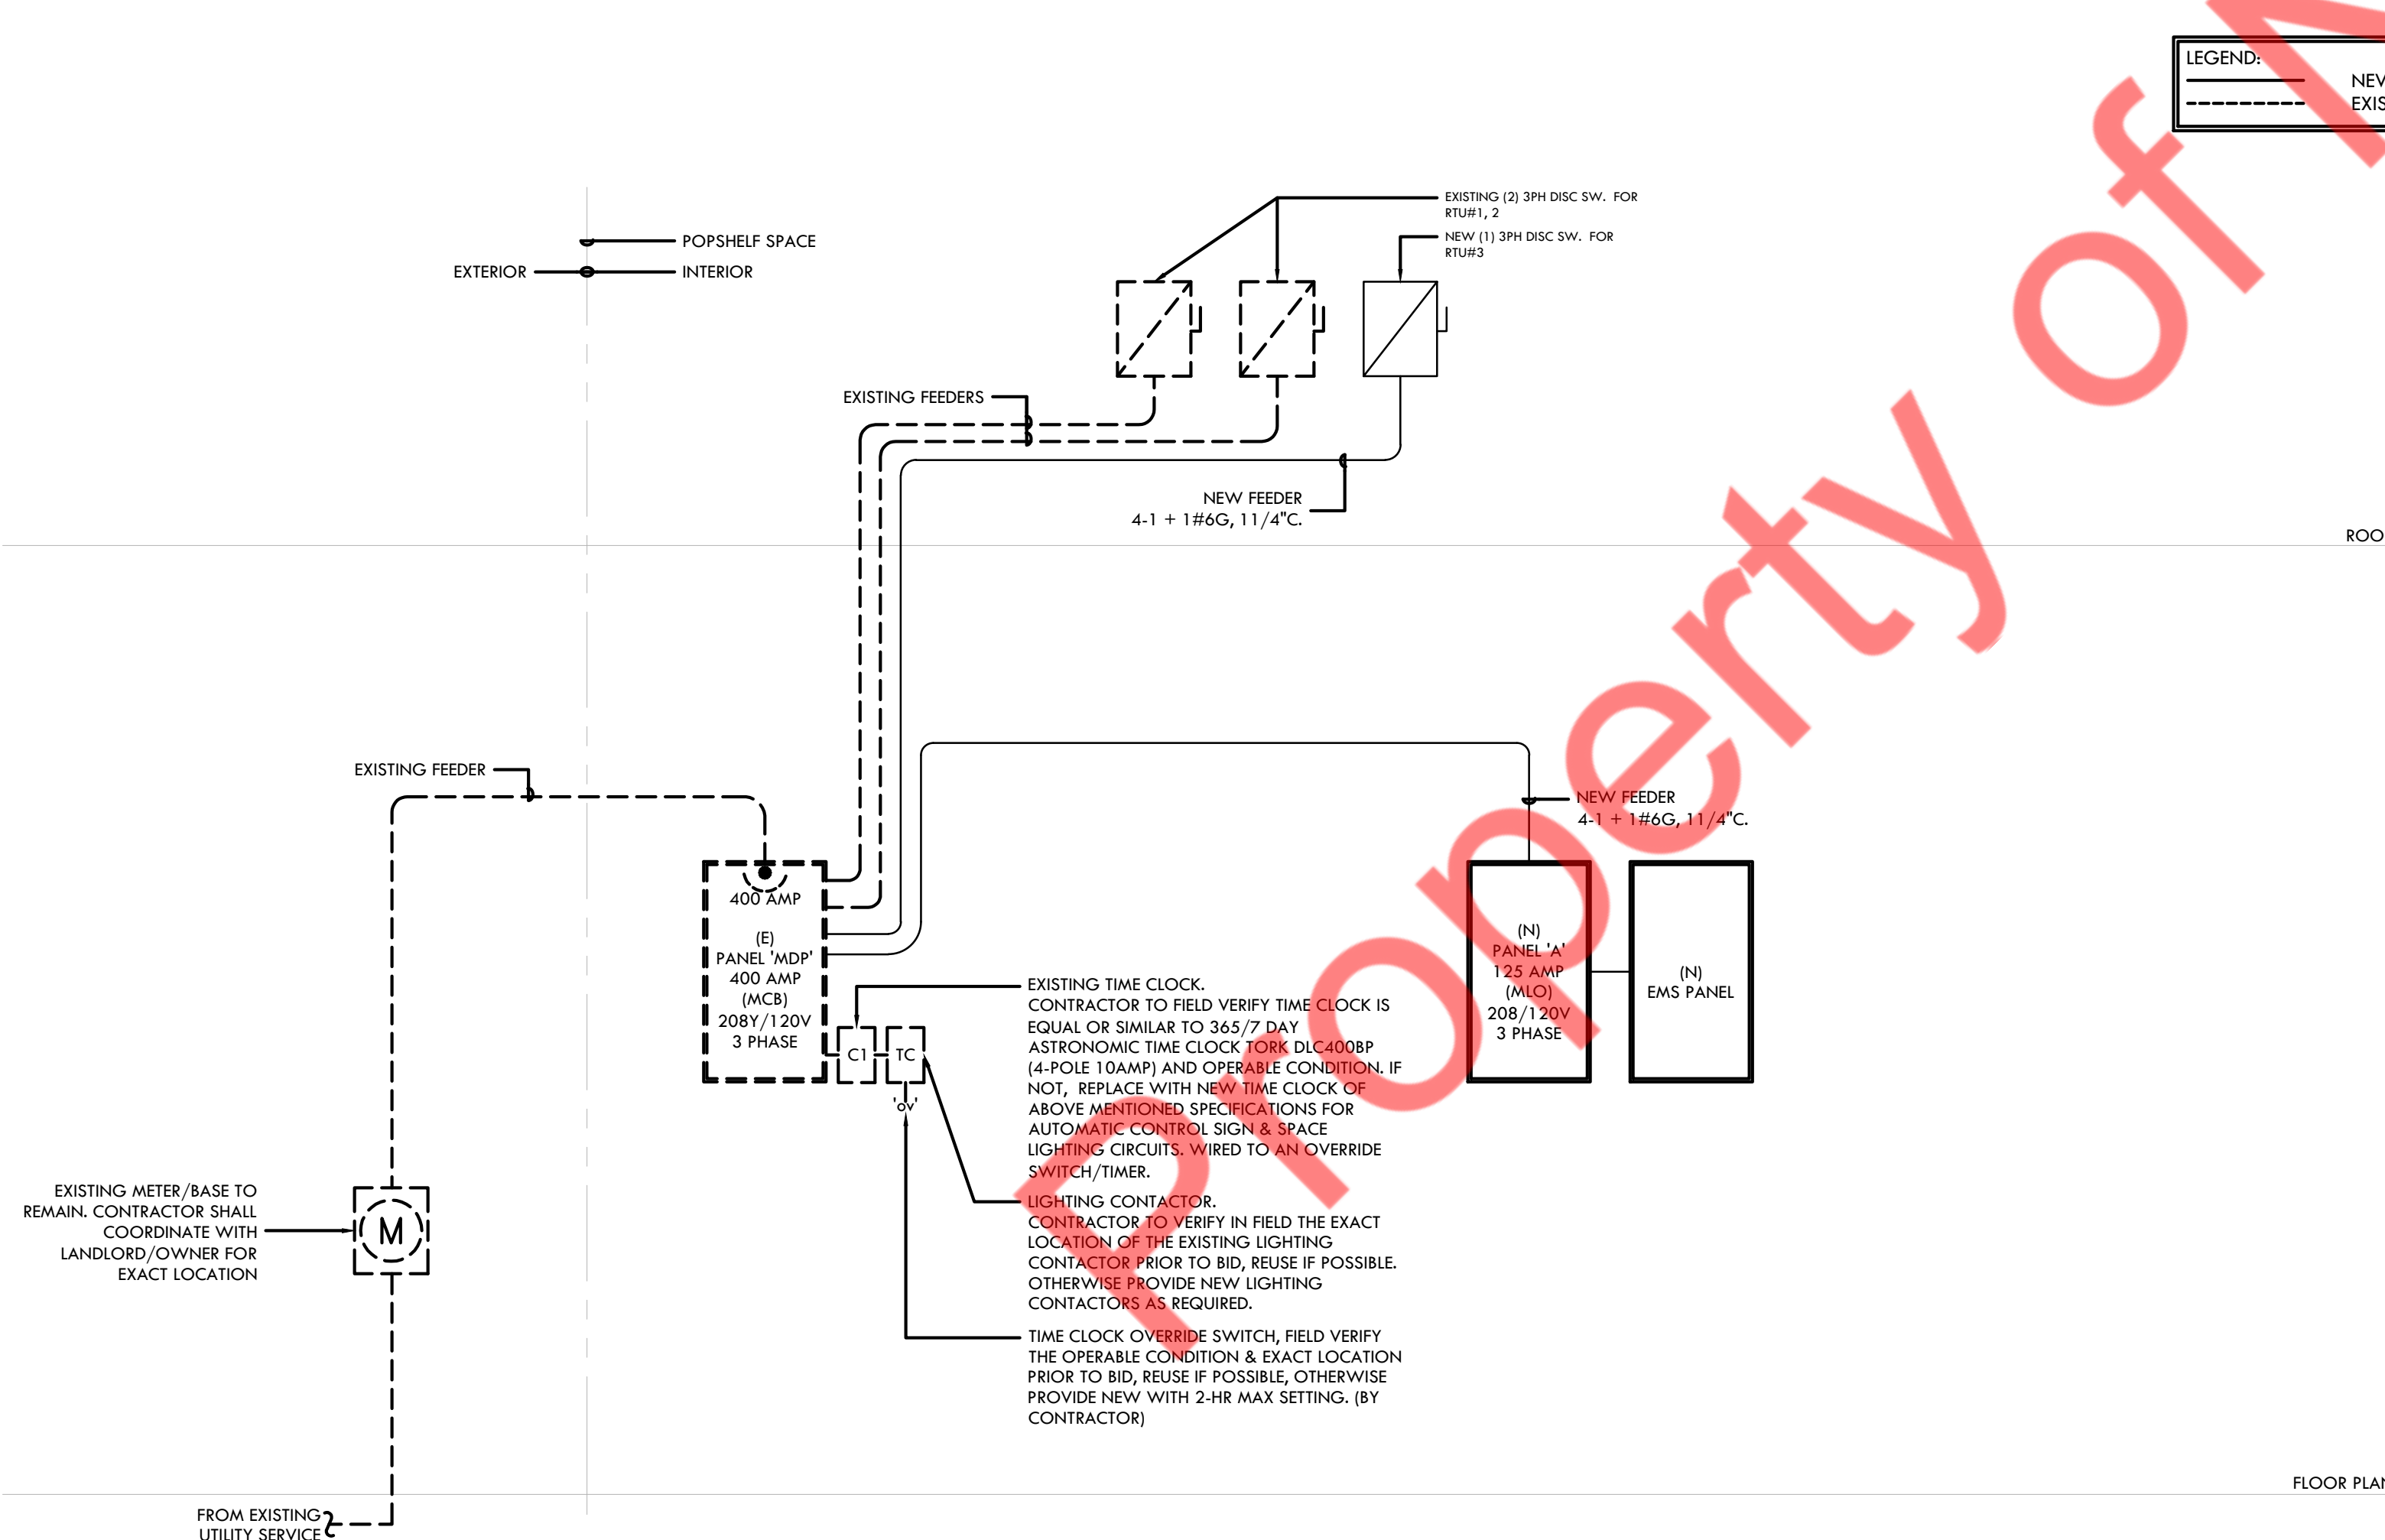 LEGEND:
NEW
EXIS
POPSHELF SPACE
EXTERIOR
INTERIOR
EXISTING (2) 3PH DISC SW. FOR
RTU#1, 2
NEW (1) 3PH DISC SW. FOR
RTU#3
EXISTING FEEDERS
NEW FEEDER
4-1 + 1#6G, 11/4"C.
ROO
EXISTING FEEDER
NEW FEEDER
4-1 + 1#6G, 11/4"C.
400 AMP
(E)
PANEL 'MDP'
400 AMP
(MCB)
208Y/120V
3 PHASE
C1
TC
'OV'
(N)
PANEL 'A'
125 AMP
(MLO)
208/120V
3 PHASE
(N)
EMS PANEL
EXISTING TIME CLOCK.
CONTRACTOR TO FIELD VERIFY TIME CLOCK IS
EQUAL OR SIMILAR TO 365/7 DAY
ASTRONOMIC TIME CLOCK TORK DLC400BP
(4-POLE 10AMP) AND OPERABLE CONDITION. IF
NOT, REPLACE WITH NEW TIME CLOCK OF
ABOVE MENTIONED SPECIFICATIONS FOR
AUTOMATIC CONTROL SIGN & SPACE
LIGHTING CIRCUITS. WIRED TO AN OVERRIDE
SWITCH/TIMER.
LIGHTING CONTACTOR.
CONTRACTOR TO VERIFY IN FIELD THE EXACT
LOCATION OF THE EXISTING LIGHTING
CONTACTOR PRIOR TO BID, REUSE IF POSSIBLE.
OTHERWISE PROVIDE NEW LIGHTING
CONTACTORS AS REQUIRED.
TIME CLOCK OVERRIDE SWITCH, FIELD VERIFY
THE OPERABLE CONDITION & EXACT LOCATION
PRIOR TO BID, REUSE IF POSSIBLE, OTHERWISE
PROVIDE NEW WITH 2-HR MAX SETTING. (BY
CONTRACTOR)
EXISTING METER/BASE TO
REMAIN. CONTRACTOR SHALL
COORDINATE WITH
LANDLORD/OWNER FOR
EXACT LOCATION
M
FLOOR PLAN
FROM EXISTING
UTILITY SERVICE
Property of